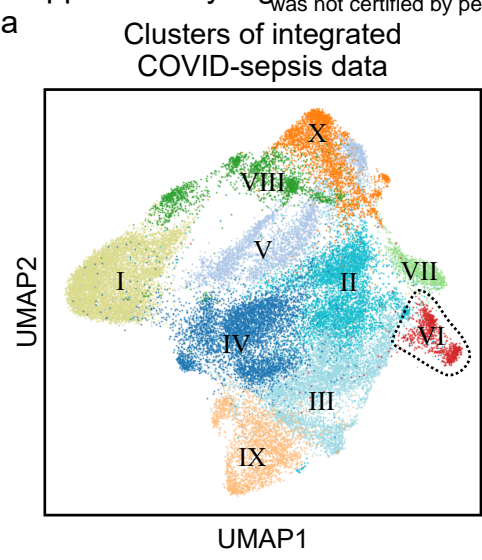 was not certified by pe
a
Clusters of integrated
COVID-sepsis data
X
VIII
V
I
II
VII
IV
VI
III
IX
UMAP2
UMAP1